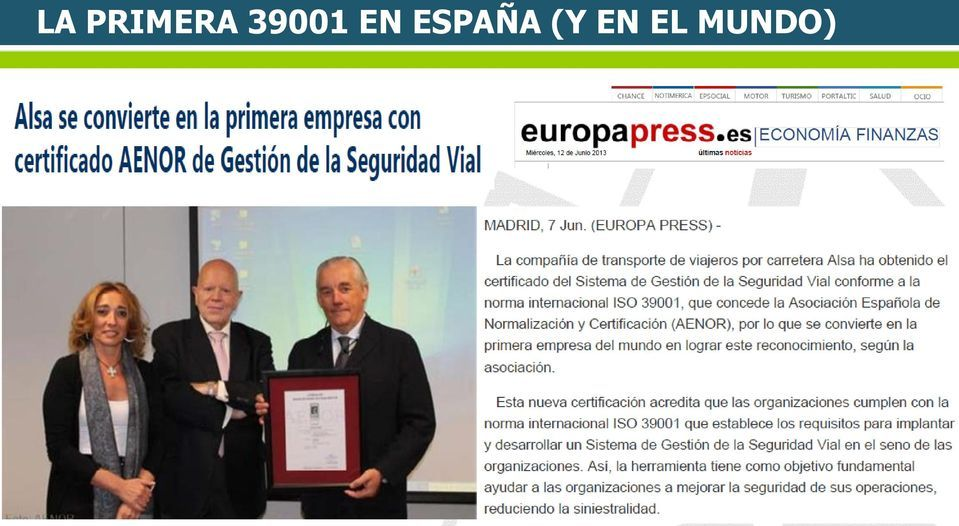 LA PRIMERA 39001 EN ESPAÑA (Y EN EL MUNDO)
Alsa se convierte en la primera empresa con
certificado AENOR de Gestión de la Seguridad Vial
CHANCE NOTIMERICA EPSOCIAL MOTOR TURISMO PORTALTIC SALUD OCIO
europapress.es | ECONOMÍA FINANZAS
Miércoles, 12 de Junio 2013 últimas noticias
MADRID, 7 Jun. (EUROPA PRESS) -
La compañía de transporte de viajeros por carretera Alsa ha obtenido el
certificado del Sistema de Gestión de la Seguridad Vial conforme a la
norma internacional ISO 39001, que concede la Asociación Española de
Normalización y Certificación (AENOR), por lo que se convierte en la
primera empresa del mundo en lograr este reconocimiento, según la
asociación.
Esta nueva certificación acredita que las organizaciones cumplen con la
norma internacional ISO 39001 que establece los requisitos para implantar
y desarrollar un Sistema de Gestión de la Seguridad Vial en el seno de las
organizaciones. Así, la herramienta tiene como objetivo fundamental
ayudar a las organizaciones a mejorar la seguridad de sus operaciones,
reduciendo la siniestralidad.
Foto: AENOR